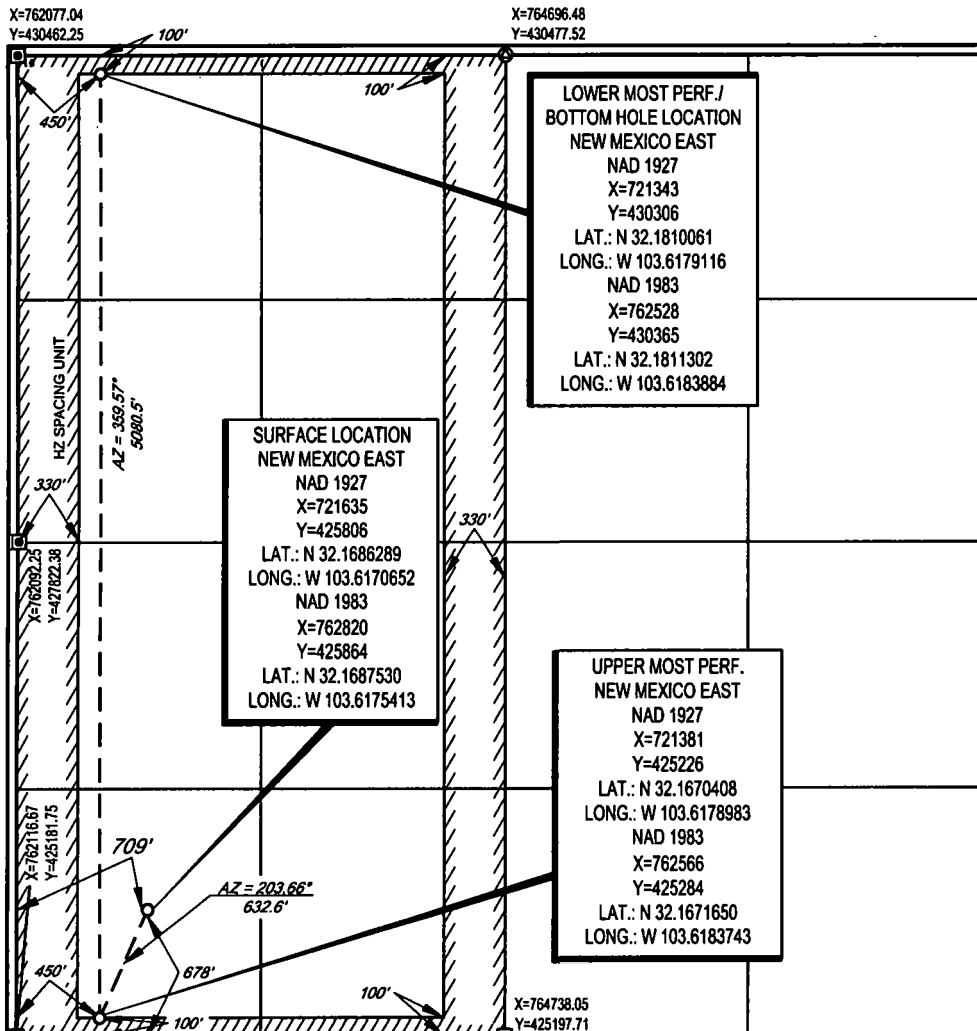 X=762077.04
Y=430462.25
X=764696.48
Y=430477.52
100'
100'
450'
LOWER MOST PERF./
BOTTOM HOLE LOCATION
NEW MEXICO EAST
NAD 1927
X=721343
Y=430306
LAT.: N 32.1810061
LONG.: W 103.6179116
NAD 1983
X=762528
Y=430365
LAT.: N 32.1811302
LONG.: W 103.6183884
HZ SPACING UNIT
AZ = 359.57°
5080.5'
330'
330'
X=762092.25
Y=427822.38
SURFACE LOCATION
NEW MEXICO EAST
NAD 1927
X=721635
Y=425806
LAT.: N 32.1686289
LONG.: W 103.6170652
NAD 1983
X=762820
Y=425864
LAT.: N 32.1687530
LONG.: W 103.6175413
UPPER MOST PERF.
NEW MEXICO EAST
NAD 1927
X=721381
Y=425226
LAT.: N 32.1670408
LONG.: W 103.6178983
NAD 1983
X=762566
Y=425284
LAT.: N 32.1671650
LONG.: W 103.6183743
X=762116.67
Y=425181.75
709'
AZ = 203.66°
632.6'
678'
450'
100'
100'
X=764738.05
Y=425197.71